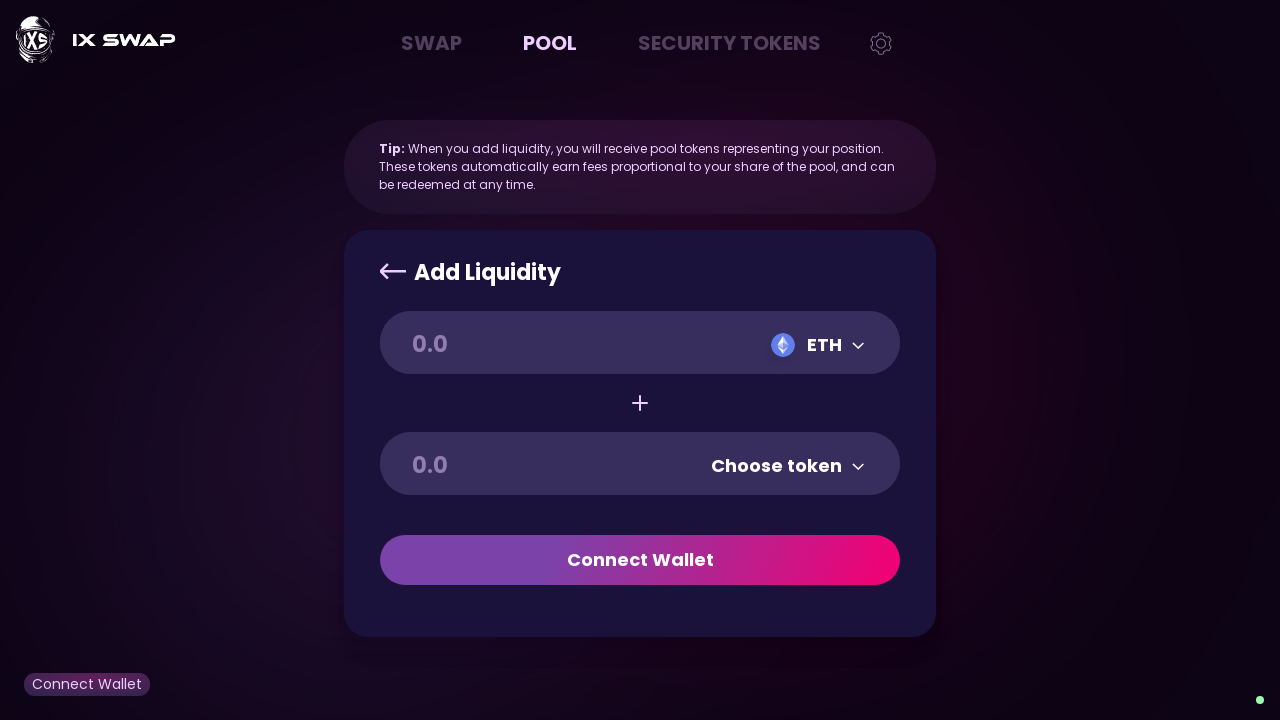 IXS
IX SWAP
SWAP
POOL
SECURITY TOKENS
Tip: When you add liquidity, you will receive pool tokens representing your position.
These tokens automatically earn fees proportional to your share of the pool, and can
be redeemed at any time.
Add Liquidity
0.0
ETH
0.0
Choose token
Connect Wallet
Connect Wallet